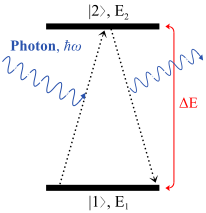 |2⟩, E₂
Photon, ℏω
ΔE
|1⟩, E₁